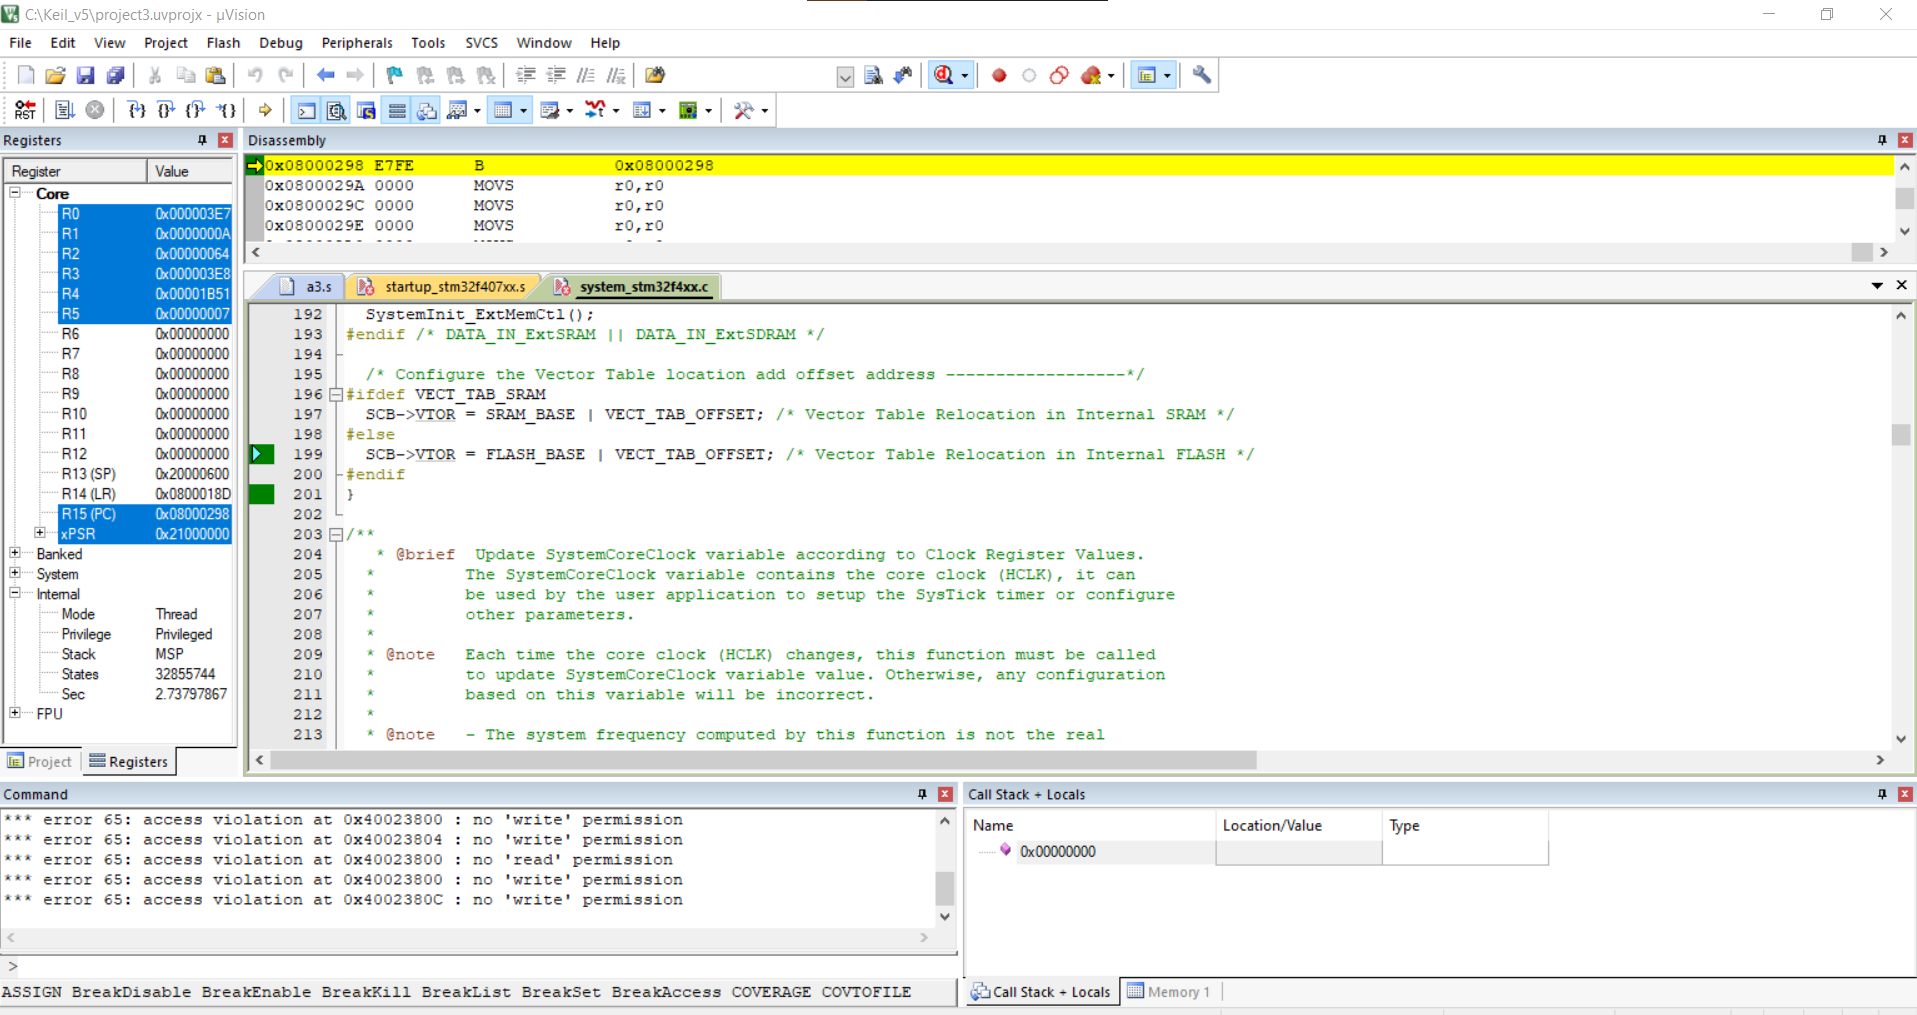 C:\Keil_v5\project3.uvprojx - µVision
File Edit View Project Flash Debug Peripherals Tools SVCS Window Help
RST
Registers
Register Value
Core
R0 0x000003E7
R1 0x0000000A
R2 0x00000064
R3 0x000003E8
R4 0x00001B51
R5 0x00000007
R6 0x00000000
R7 0x00000000
R8 0x00000000
R9 0x00000000
R10 0x00000000
R11 0x00000000
R12 0x00000000
R13 (SP) 0x20000600
R14 (LR) 0x0800018D
R15 (PC) 0x08000298
xPSR 0x21000000
Banked
System
Internal
Mode Thread
Privilege Privileged
Stack MSP
States 32855744
Sec 2.73797867
FPU
Project Registers
Disassembly
0x08000298 E7FE B 0x08000298
0x0800029A 0000 MOVS r0,r0
0x0800029C 0000 MOVS r0,r0
0x0800029E 0000 MOVS r0,r0
a3.s startup_stm32f407xx.s system_stm32f4xx.c
192 SystemInit_ExtMemCtl();
193 #endif /* DATA_IN_ExtSRAM || DATA_IN_ExtSDRAM */
194
195 /* Configure the Vector Table location add offset address ------------------*/
196 #ifdef VECT_TAB_SRAM
197 SCB->VTOR = SRAM_BASE | VECT_TAB_OFFSET; /* Vector Table Relocation in Internal SRAM */
198 #else
199 SCB->VTOR = FLASH_BASE | VECT_TAB_OFFSET; /* Vector Table Relocation in Internal FLASH */
200 #endif
201 }
202
203 /**
204 * @brief Update SystemCoreClock variable according to Clock Register Values.
205 * The SystemCoreClock variable contains the core clock (HCLK), it can
206 * be used by the user application to setup the SysTick timer or configure
207 * other parameters.
208 *
209 * @note Each time the core clock (HCLK) changes, this function must be called
210 * to update SystemCoreClock variable value. Otherwise, any configuration
211 * based on this variable will be incorrect.
212 *
213 * @note - The system frequency computed by this function is not the real
Command
*** error 65: access violation at 0x40023800 : no 'write' permission
*** error 65: access violation at 0x40023804 : no 'write' permission
*** error 65: access violation at 0x40023800 : no 'read' permission
*** error 65: access violation at 0x40023800 : no 'write' permission
*** error 65: access violation at 0x4002380C : no 'write' permission
>
ASSIGN BreakDisable BreakEnable BreakKill BreakList BreakSet BreakAccess COVERAGE COVTOFILE
Call Stack + Locals
Name Location/Value Type
0x00000000
Call Stack + Locals Memory 1